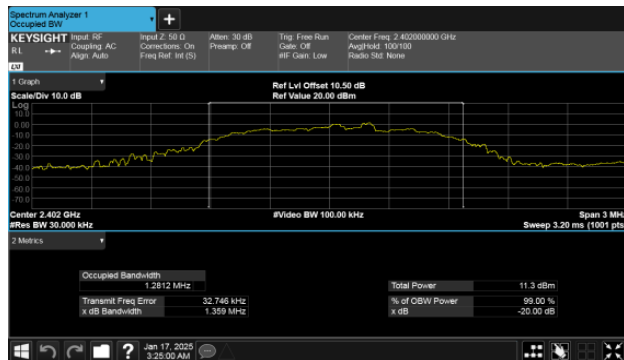 Spectrum Analyzer 1
Occupied BW
KEYSIGHT
RL
LXI
Input: RF
Coupling: AC
Align: Auto
Input Z: 50 Ω
Corrections: On
Freq Ref: Int (S)
Atten: 30 dB
Preamp: Off
Trig: Free Run
Gate: Off
#IF Gain: Low
Center Freq: 2.402000000 GHz
Avg|Hold: 100/100
Radio Std: None
1 Graph
Scale/Div 10.0 dB
Ref Lvl Offset 10.50 dB
Ref Value 20.00 dBm
Log
10.0
0.00
-10.0
-20.0
-30.0
-40.0
-50.0
-60.0
-70.0
Center 2.402 GHz
#Res BW 30.000 kHz
#Video BW 100.00 kHz
Span 3 MHz
Sweep 3.20 ms (1001 pts)
2 Metrics
Occupied Bandwidth
1.2812 MHz
Total Power 11.3 dBm
Transmit Freq Error 32.746 kHz
% of OBW Power 99.00 %
x dB Bandwidth 1.359 MHz
x dB -20.00 dB
?
Jan 17, 2025
3:25:00 AM